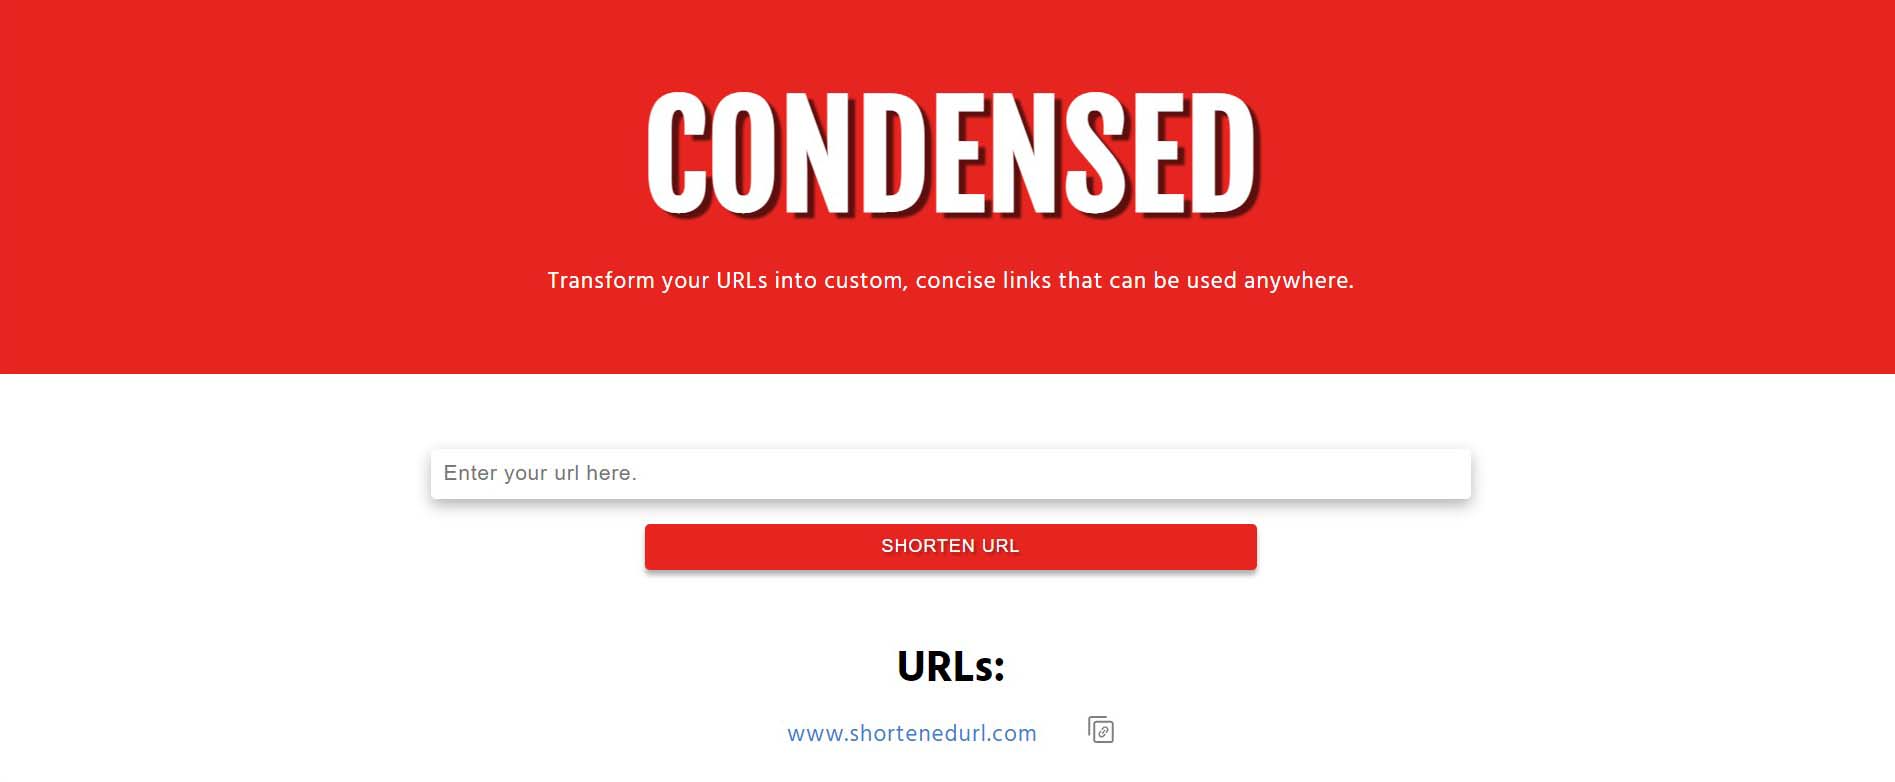 CONDENSED
Transform your URLs into custom, concise links that can be used anywhere.
Enter your url here.
SHORTEN URL
URLs:
www.shortenedurl.com